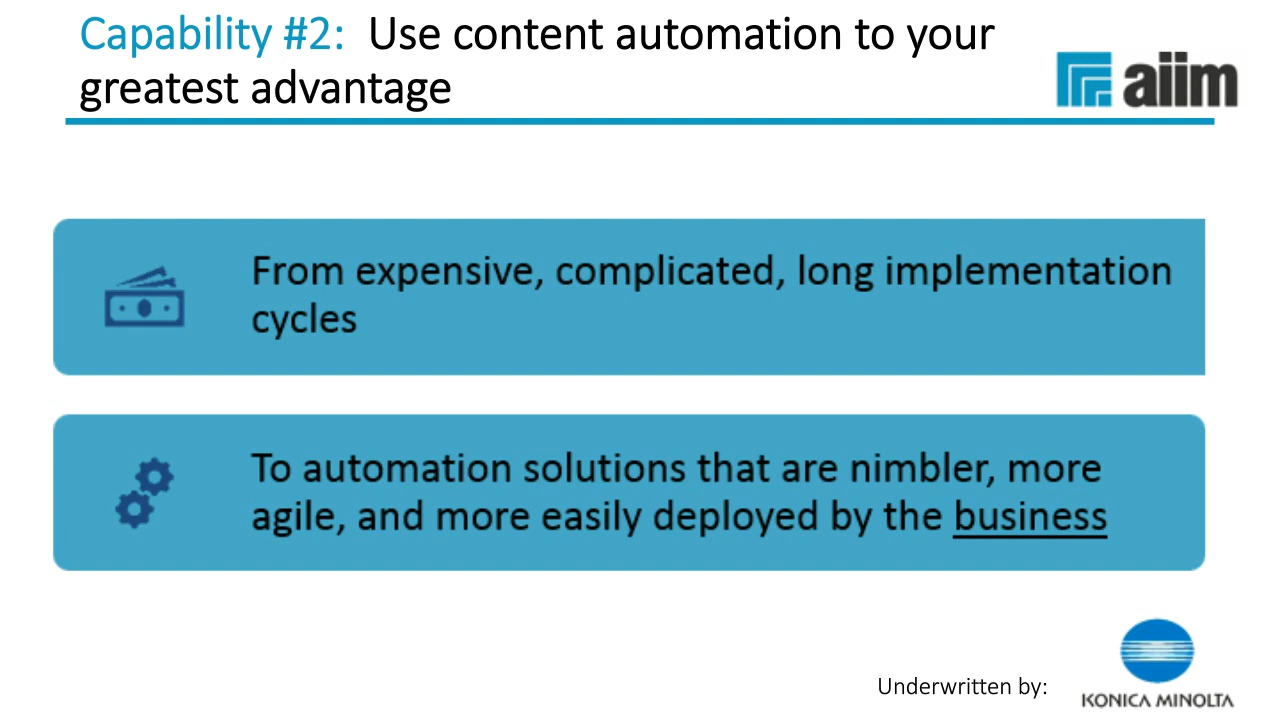 Capability #2: Use content automation to your
greatest advantage
aiim
From expensive, complicated, long implementation
cycles
To automation solutions that are nimbler, more
agile, and more easily deployed by the business
Underwritten by:
KONICA MINOLTA